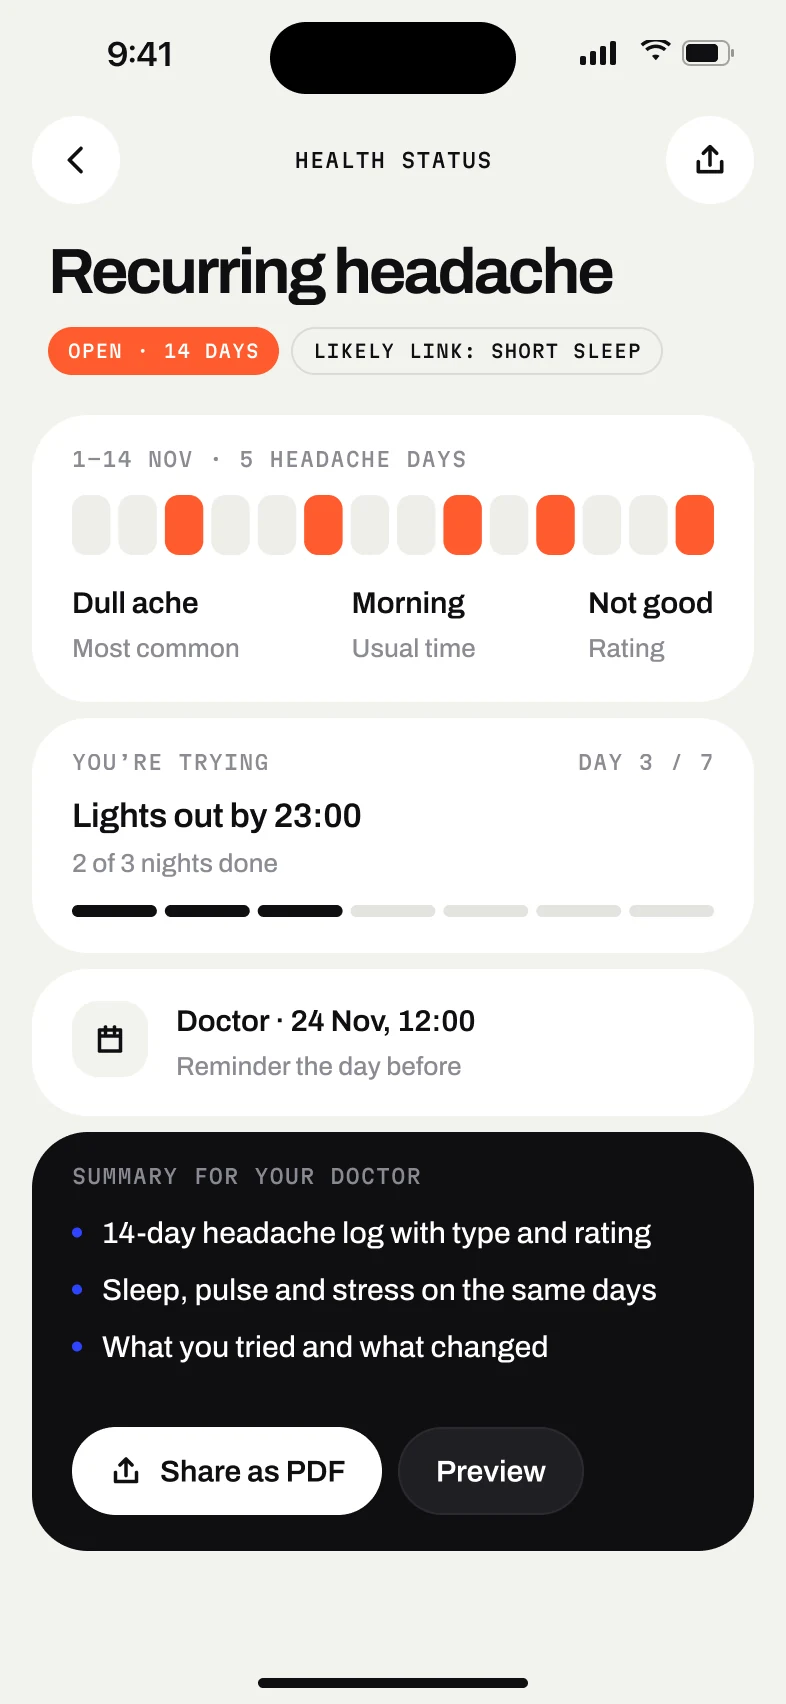 9:41
HEALTH STATUS
Recurring headache
OPEN · 14 DAYS
LIKELY LINK: SHORT SLEEP
1–14 NOV · 5 HEADACHE DAYS
Dull ache
Most common
Morning
Usual time
Not good
Rating
YOU’RE TRYING
DAY 3 / 7
Lights out by 23:00
2 of 3 nights done
Doctor · 24 Nov, 12:00
Reminder the day before
SUMMARY FOR YOUR DOCTOR
• 14-day headache log with type and rating
• Sleep, pulse and stress on the same days
• What you tried and what changed
Share as PDF
Preview